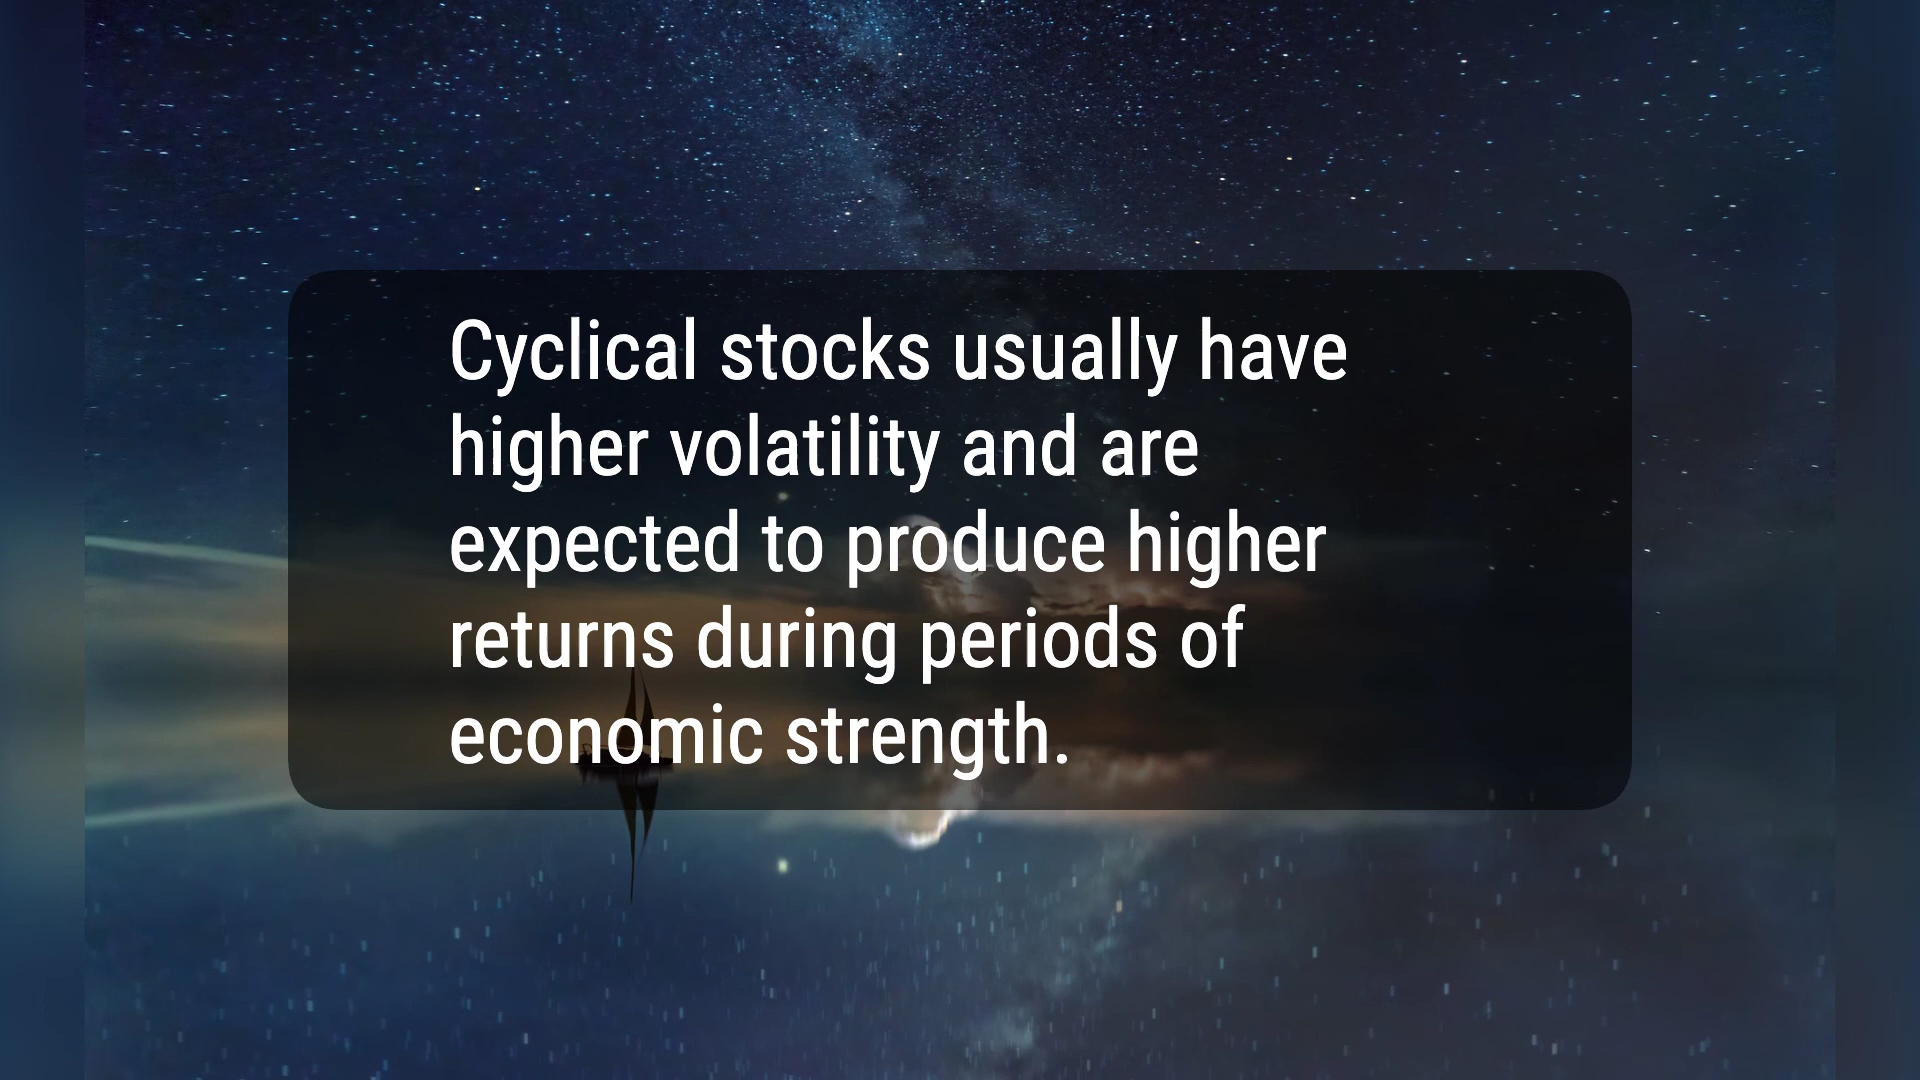 Cyclical stocks usually have
higher volatility and are
expected to produce higher
returns during periods of
economic strength.